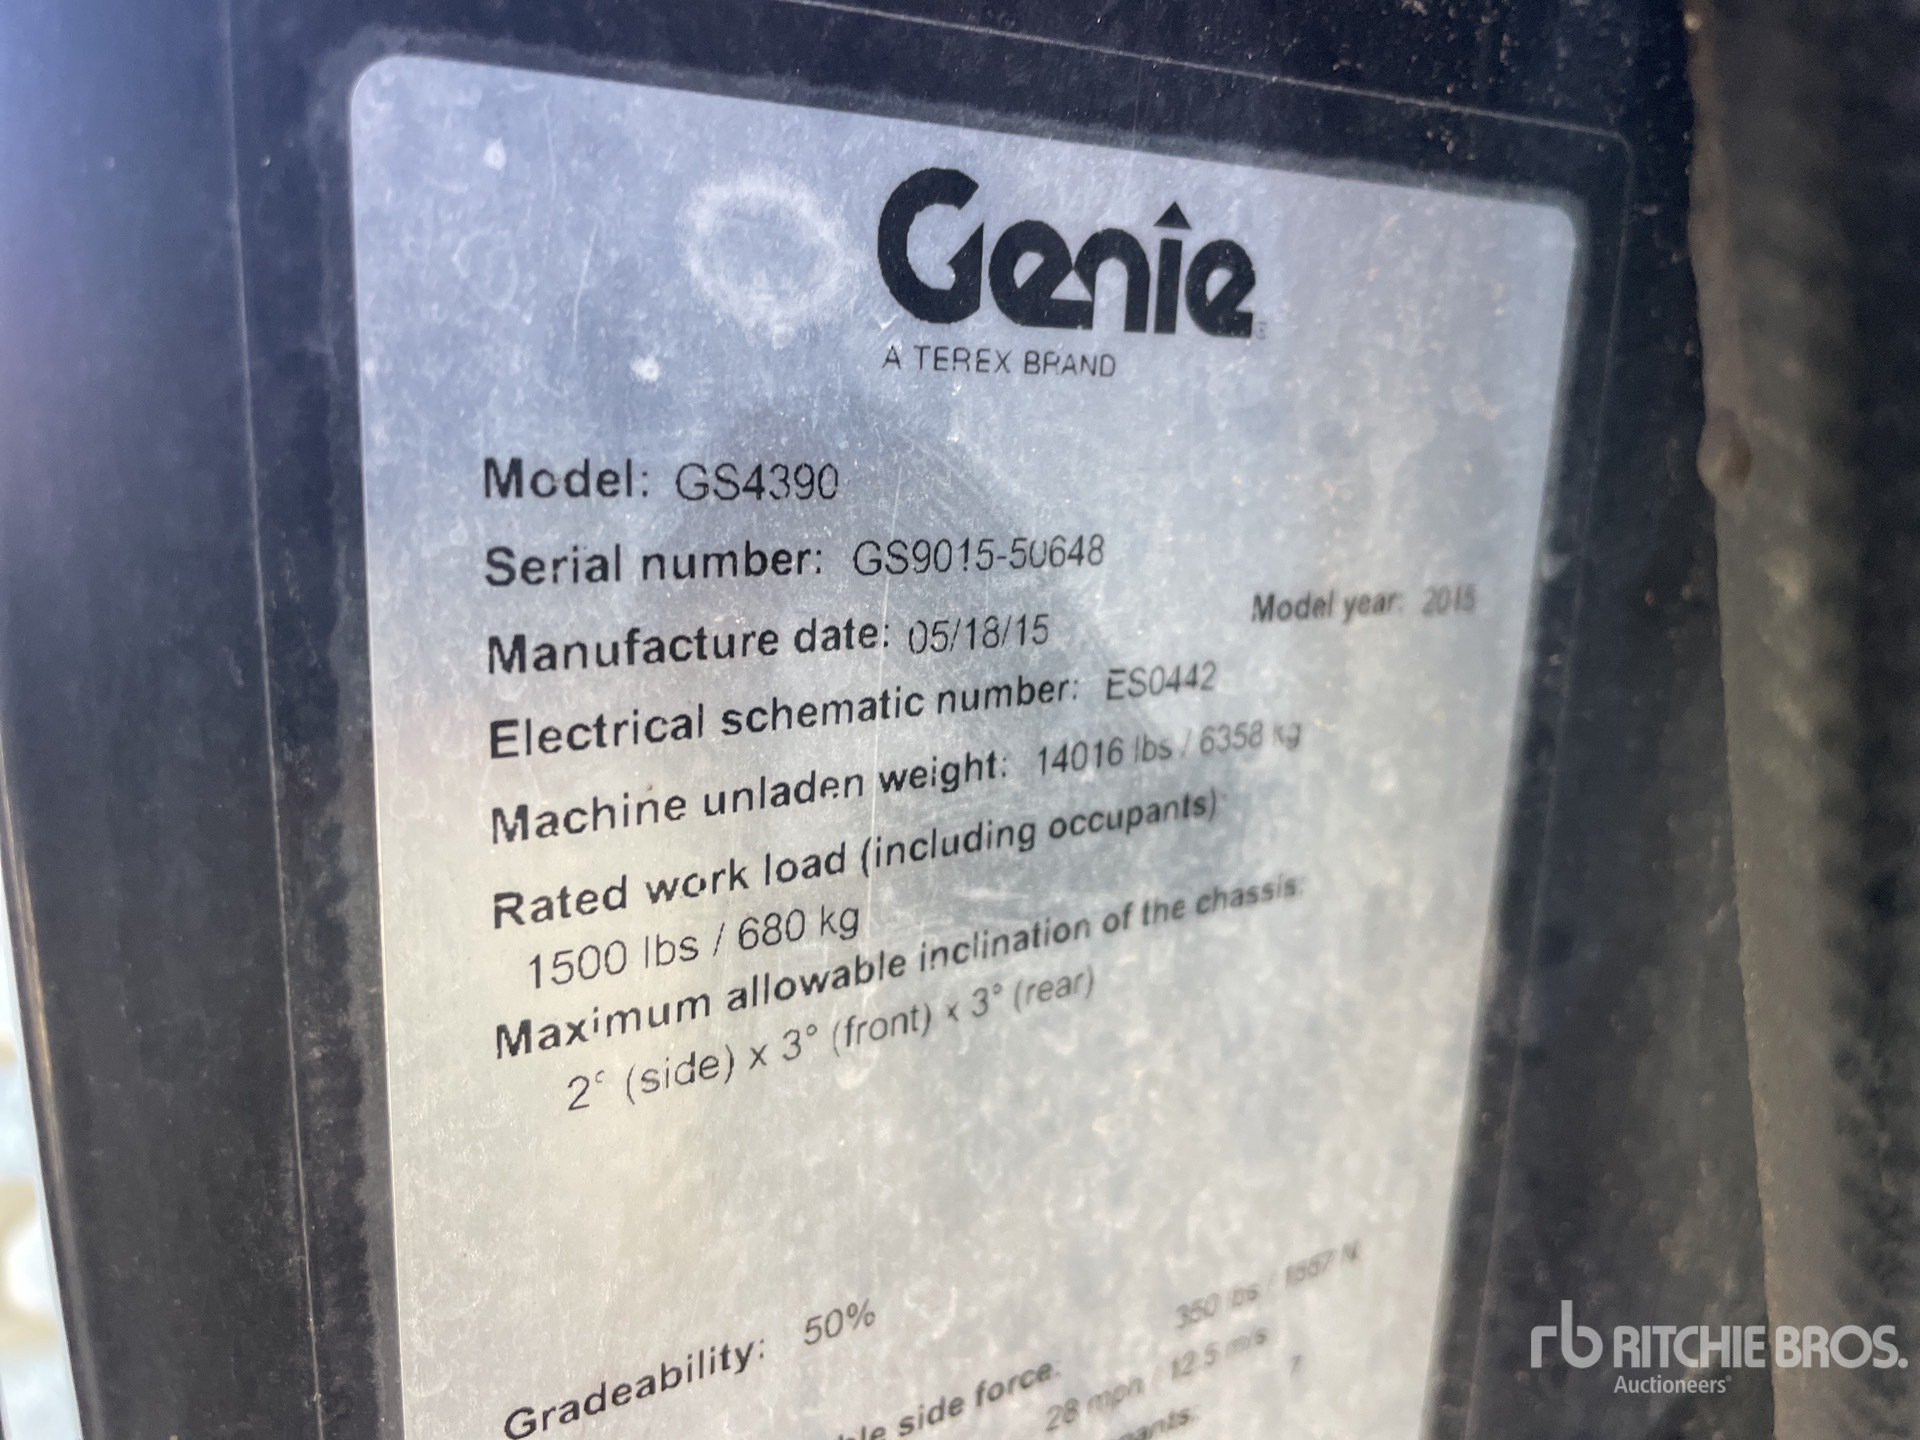 Genie
A TEREX BRAND
Model: GS4390
Serial number: GS9015-50648
Model year: 2015
Manufacture date: 05/18/15
Electrical schematic number: ES0442
Machine unladen weight: 14016 lbs / 6358 kg
Rated work load (including occupants)
1500 lbs / 680 kg
Maximum allowable inclination of the chassis:
2° (side) x 3° (front) x 3° (rear)
Gradeability: 50%
side force: 350 lbs / 1557 N
28 mph / 12.5 m/s
7
rb RITCHIE BROS.
Auctioneers